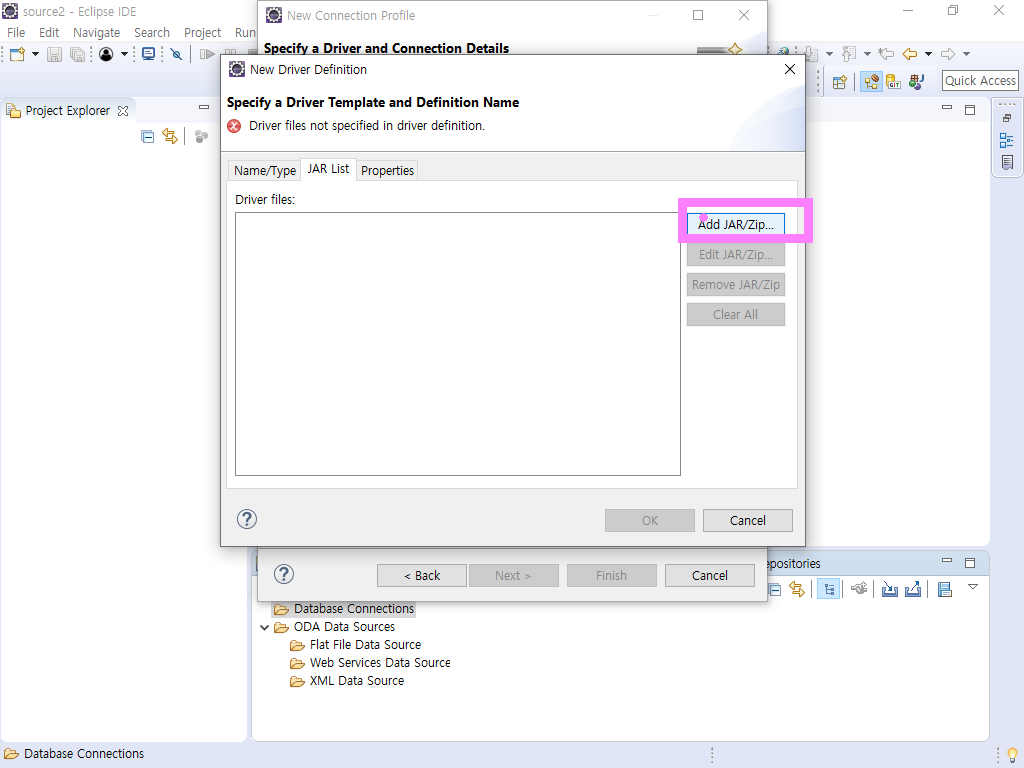 source2 - Eclipse IDE
File Edit Navigate Search Project Run
New Connection Profile
Specify a Driver and Connection Details
New Driver Definition
Specify a Driver Template and Definition Name
Driver files not specified in driver definition.
Quick Access
Project Explorer
Name/Type JAR List Properties
Driver files:
Add JAR/Zip...
Edit JAR/Zip...
Remove JAR/Zip
Clear All
OK Cancel
epositories
< Back Next > Finish Cancel
Database Connections
ODA Data Sources
Flat File Data Source
Web Services Data Source
XML Data Source
Database Connections